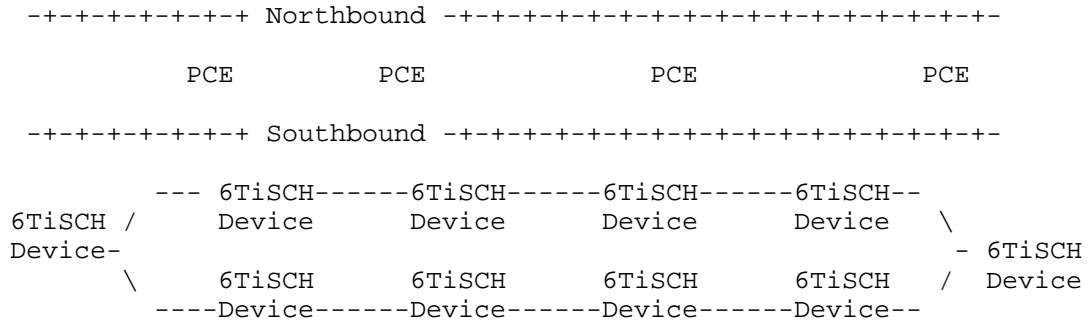 -+-+-+-+-+-+-+ Northbound -+-+-+-+-+-+-+-+-+-+-+-+-+-+-+-+-+-
PCE PCE PCE PCE
-+-+-+-+-+-+-+ Southbound -+-+-+-+-+-+-+-+-+-+-+-+-+-+-+-+-+-
--- 6TiSCH------6TiSCH------6TiSCH------6TiSCH--
6TiSCH / Device Device Device Device \
Device- - 6TiSCH
\ 6TiSCH 6TiSCH 6TiSCH 6TiSCH / Device
----Device------Device------Device------Device--